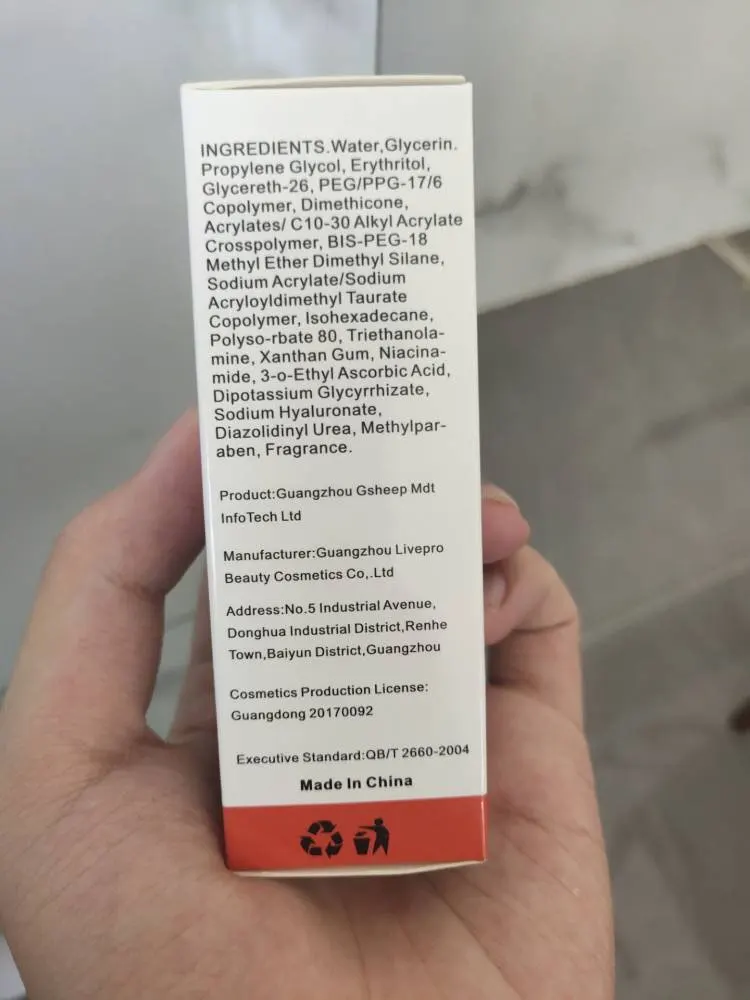 INGREDIENTS.Water,Glycerin.
Propylene Glycol, Erythritol,
Glycereth-26, PEG/PPG-17/6
Copolymer, Dimethicone,
Acrylates/ C10-30 Alkyl Acrylate
Crosspolymer, BIS-PEG-18
Methyl Ether Dimethyl Silane,
Sodium Acrylate/Sodium
Acryloyldimethyl Taurate
Copolymer, Isohexadecane,
Polyso-rbate 80, Triethanola-
mine, Xanthan Gum, Niacina-
mide, 3-o-Ethyl Ascorbic Acid,
Dipotassium Glycyrrhizate,
Sodium Hyaluronate,
Diazolidinyl Urea, Methylpar-
aben, Fragrance.
Product:Guangzhou Gsheep Mdt
InfoTech Ltd
Manufacturer:Guangzhou Livepro
Beauty Cosmetics Co,.Ltd
Address:No.5 Industrial Avenue,
Donghua Industrial District,Renhe
Town,Baiyun District,Guangzhou
Cosmetics Production License:
Guangdong 20170092
Executive Standard:QB/T 2660-2004
Made In China